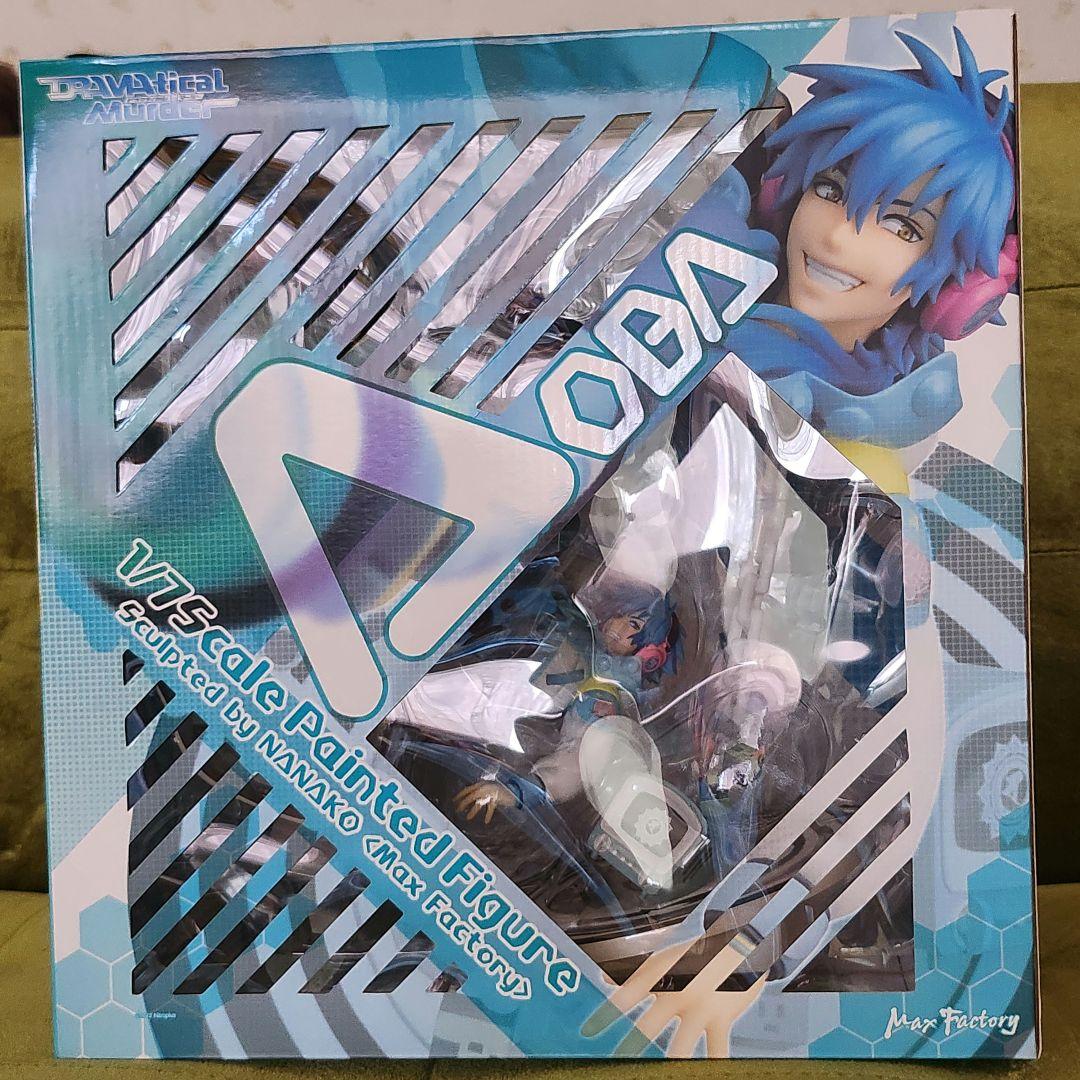 DRAMAtical
Murder
AOBA
1/7 Scale Painted Figure
Sculpted by NANAKO <Max Factory>
Max Factory